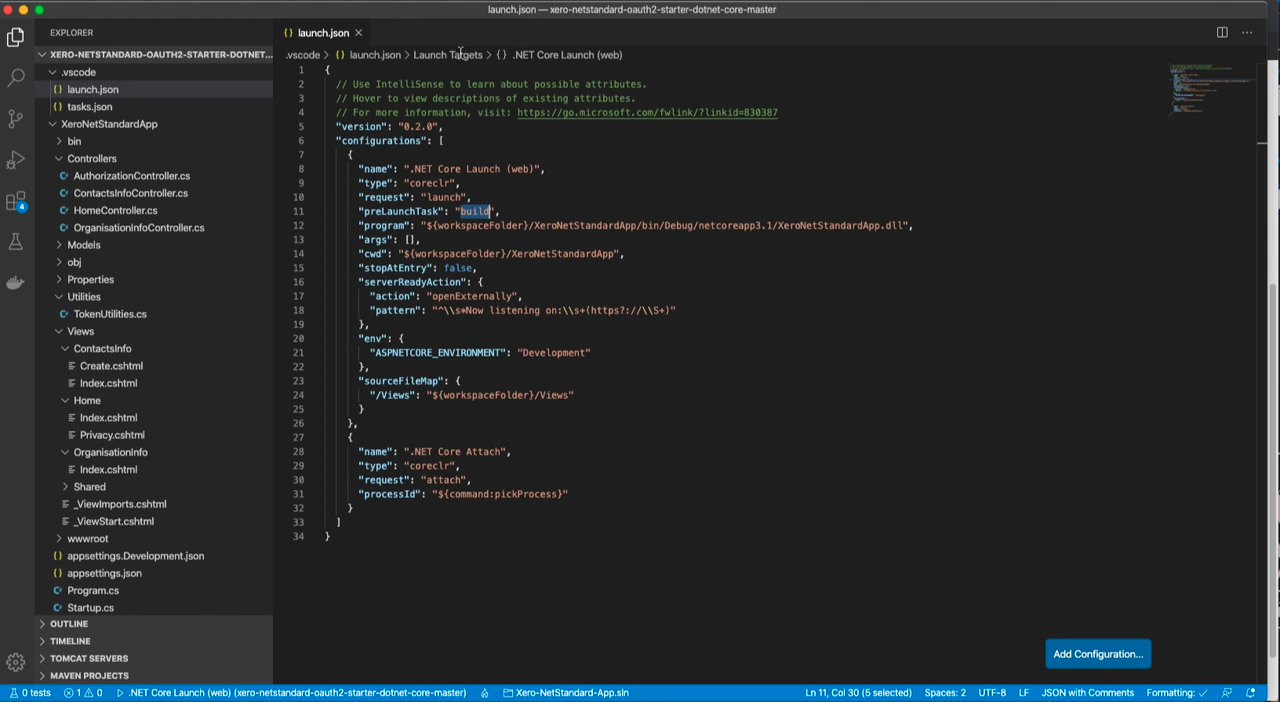 launch.json — xero-netstandard-oauth2-starter-dotnet-core-master
EXPLORER
XERO-NETSTANDARD-OAUTH2-STARTER-DOTNET...
.vscode
{} launch.json
{} tasks.json
XeroNetStandardApp
bin
Controllers
AuthorizationController.cs
ContactsInfoController.cs
HomeController.cs
OrganisationInfoController.cs
Models
obj
Properties
Utilities
TokenUtilities.cs
Views
ContactsInfo
Create.cshtml
Index.cshtml
Home
Index.cshtml
Privacy.cshtml
OrganisationInfo
Index.cshtml
Shared
_ViewImports.cshtml
_ViewStart.cshtml
wwwroot
{} appsettings.Development.json
{} appsettings.json
Program.cs
Startup.cs
OUTLINE
TIMELINE
TOMCAT SERVERS
MAVEN PROJECTS
4
{} launch.json ×
.vscode > {} launch.json > Launch Targets > {} .NET Core Launch (web)
1 {
2 // Use IntelliSense to learn about possible attributes.
3 // Hover to view descriptions of existing attributes.
4 // For more information, visit: https://go.microsoft.com/fwlink/?linkid=830387
5 "version": "0.2.0",
6 "configurations": [
7 {
8 "name": ".NET Core Launch (web)",
9 "type": "coreclr",
10 "request": "launch",
11 "preLaunchTask": "build",
12 "program": "${workspaceFolder}/XeroNetStandardApp/bin/Debug/netcoreapp3.1/XeroNetStandardApp.dll",
13 "args": [],
14 "cwd": "${workspaceFolder}/XeroNetStandardApp",
15 "stopAtEntry": false,
16 "serverReadyAction": {
17 "action": "openExternally",
18 "pattern": "^\\s*Now listening on:\\s+(https?://\\S+)"
19 },
20 "env": {
21 "ASPNETCORE_ENVIRONMENT": "Development"
22 },
23 "sourceFileMap": {
24 "/Views": "${workspaceFolder}/Views"
25 }
26 },
27 {
28 "name": ".NET Core Attach",
29 "type": "coreclr",
30 "request": "attach",
31 "processId": "${command:pickProcess}"
32 }
33 ]
34 }
Add Configuration...
0 tests 1 0 .NET Core Launch (web) (xero-netstandard-oauth2-starter-dotnet-core-master) Xero-NetStandard-App.sln Ln 11, Col 30 (5 selected) Spaces: 2 UTF-8 LF JSON with Comments Formatting: ✓